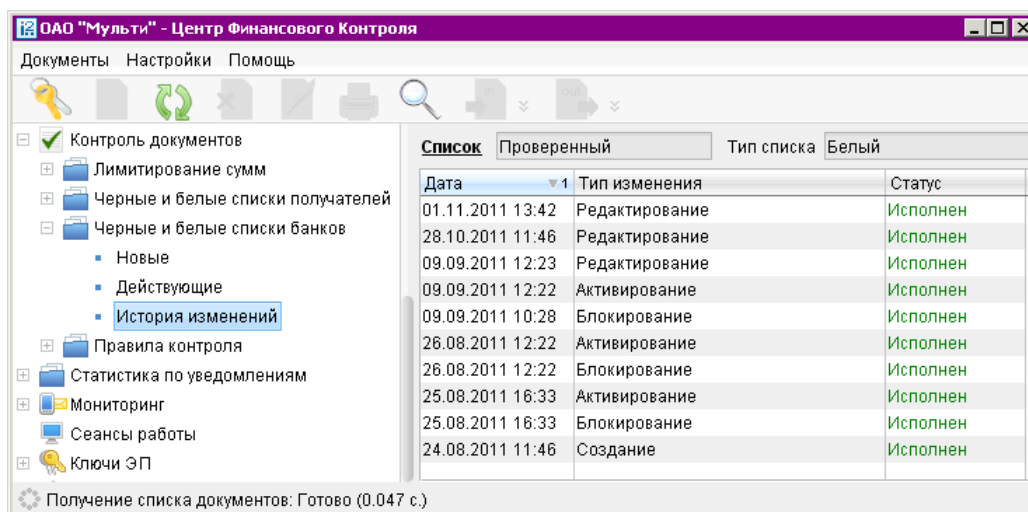 ОАО "Мульти" - Центр Финансового Контроля
Документы Настройки Помощь
in out
Контроль документов
Лимитирование сумм
Черные и белые списки получателей
Черные и белые списки банков
Новые
Действующие
История изменений
Правила контроля
Статистика по уведомлениям
Мониторинг
Сеансы работы
Ключи ЭП
Список Проверенный Тип списка Белый
Дата 1 Тип изменения Статус
01.11.2011 13:42 Редактирование Исполнен
28.10.2011 11:46 Редактирование Исполнен
09.09.2011 12:23 Редактирование Исполнен
09.09.2011 12:22 Активирование Исполнен
09.09.2011 10:28 Блокирование Исполнен
26.08.2011 12:22 Активирование Исполнен
26.08.2011 12:22 Блокирование Исполнен
25.08.2011 16:33 Активирование Исполнен
25.08.2011 16:33 Блокирование Исполнен
24.08.2011 11:46 Создание Исполнен
Получение списка документов: Готово (0.047 с.)